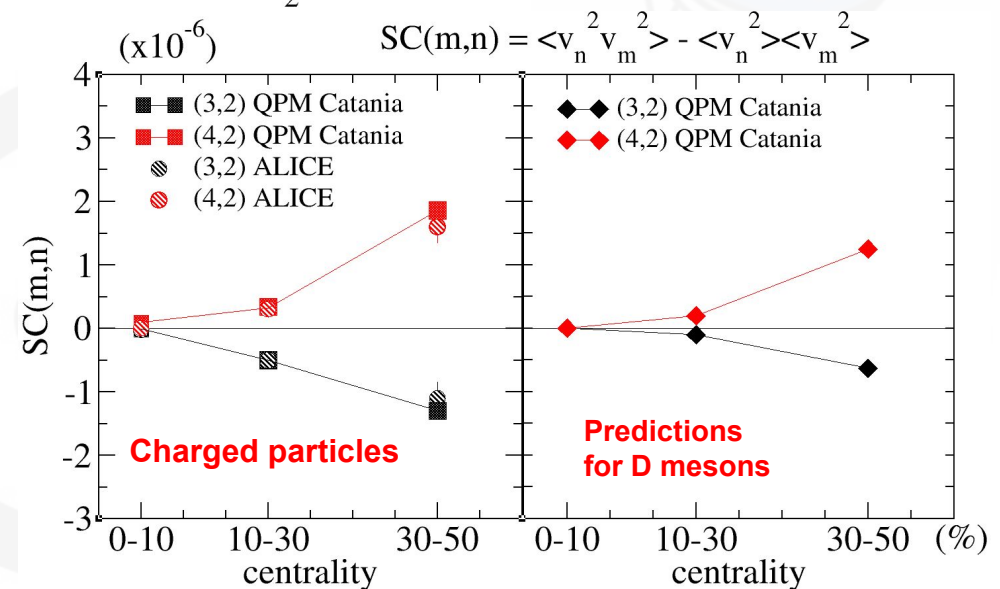 2
(x10^-6) SC(m,n) = <v_n^2 v_m^2> - <v_n^2><v_m^2>
4
3
2
1
0
-1
-2
-3
SC(m,n)
(3,2) QPM Catania
(4,2) QPM Catania
(3,2) ALICE
(4,2) ALICE
Charged particles
0-10 10-30 30-50
centrality
(3,2) QPM Catania
(4,2) QPM Catania
Predictions
for D mesons
0-10 10-30 30-50 (%)
centrality